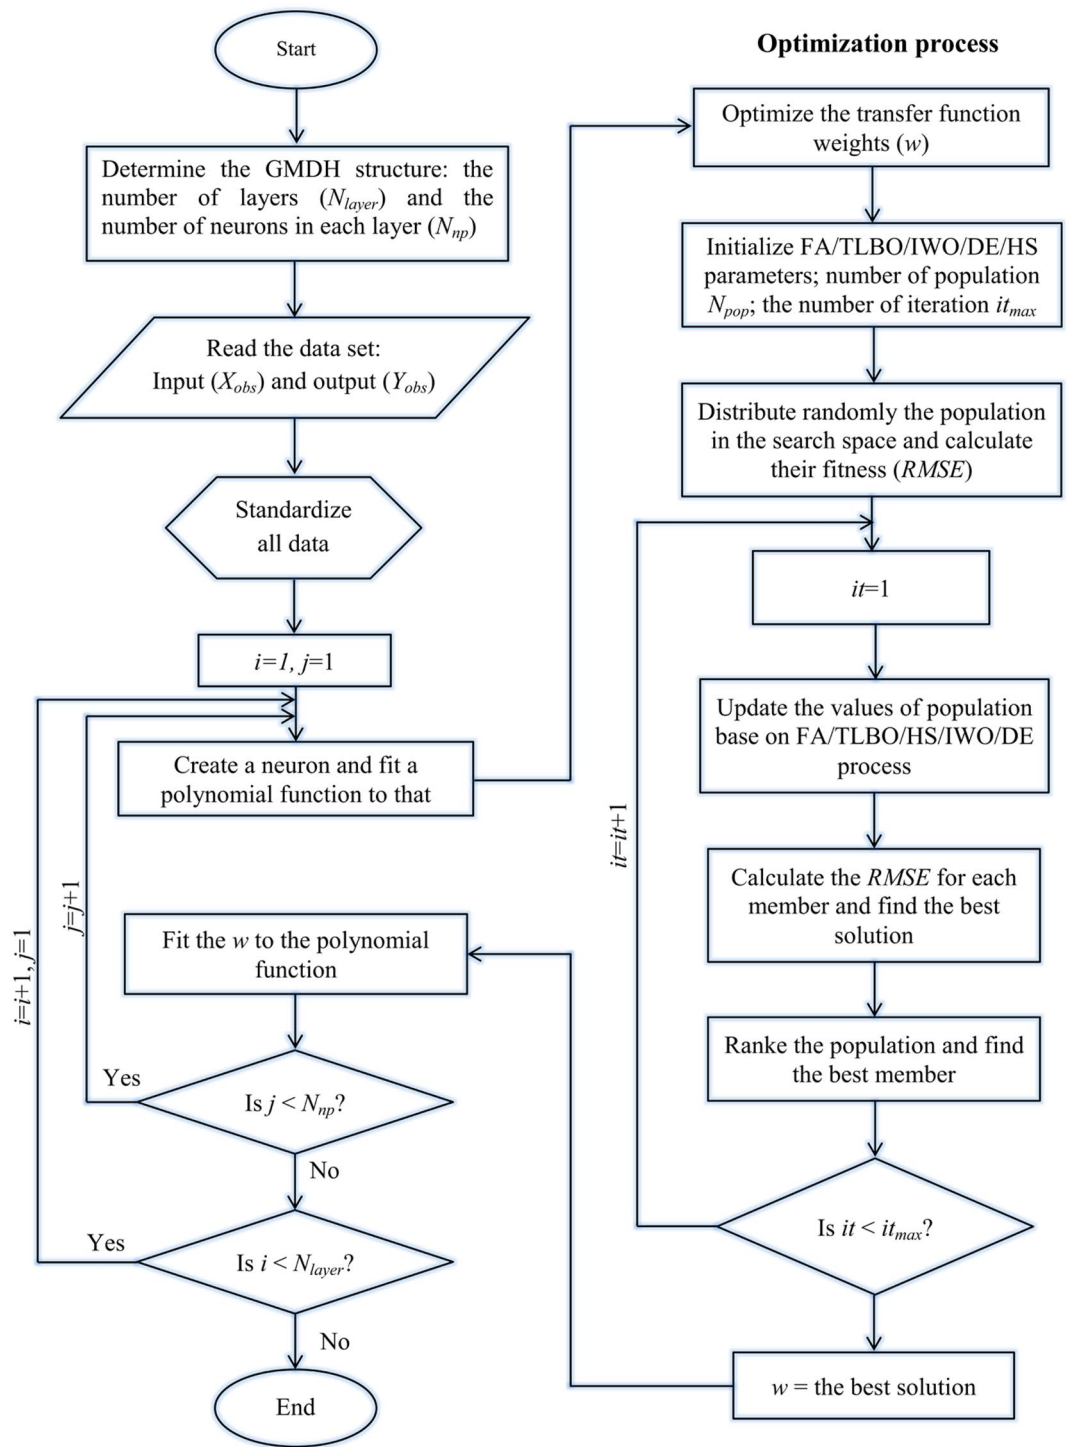 Start
Determine the GMDH structure: the
number of layers (Nlayer) and the
number of neurons in each layer (Nnp)
Read the data set:
Input (Xobs) and output (Yobs)
Standardize
all data
i=1, j=1
Create a neuron and fit a
polynomial function to that
j=j+1
i=i+1, j=1
Fit the w to the polynomial
function
Is j < Nnp?
Yes
No
Is i < Nlayer?
Yes
No
End
Optimization process
Optimize the transfer function
weights (w)
Initialize FA/TLBO/IWO/DE/HS
parameters; number of population
Npop; the number of iteration itmax
Distribute randomly the population
in the search space and calculate
their fitness (RMSE)
it=1
Update the values of population
base on FA/TLBO/HS/IWO/DE
process
it=it+1
Calculate the RMSE for each
member and find the best
solution
Ranke the population and find
the best member
Is it < itmax?
w = the best solution